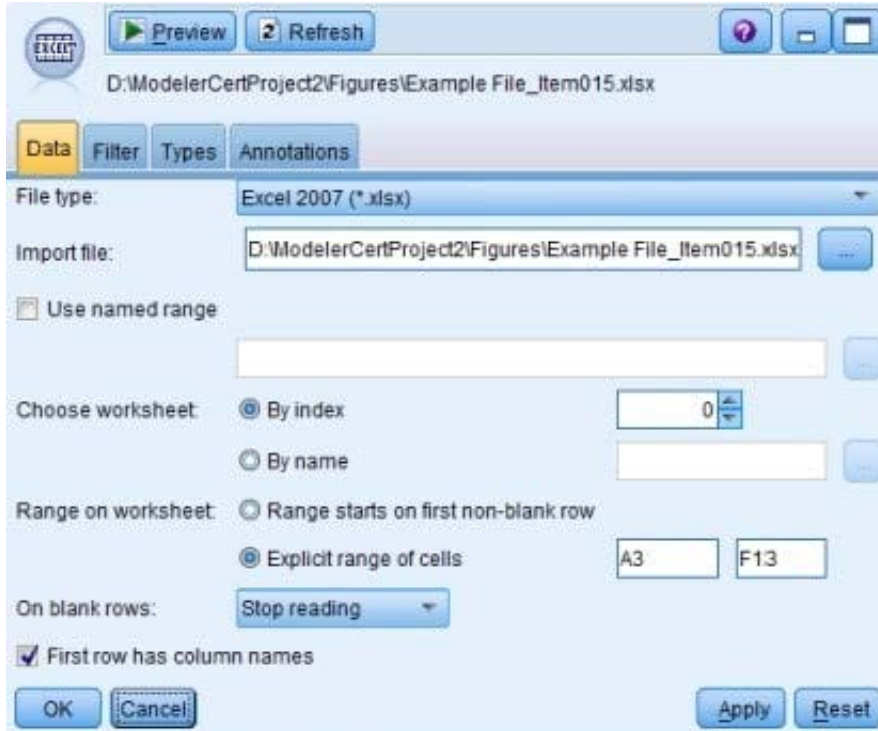 EXCEL
Preview
2 Refresh
?
D:\ModelerCertProject2\Figures\Example File_Item015.xlsx
Data Filter Types Annotations
File type: Excel 2007 (*.xlsx)
Import file: D:\ModelerCertProject2\Figures\Example File_Item015.xlsx ...
Use named range
...
Choose worksheet: By index 0
By name ...
Range on worksheet: Range starts on first non-blank row
Explicit range of cells A3 F13
On blank rows: Stop reading
First row has column names
OK Cancel Apply Reset